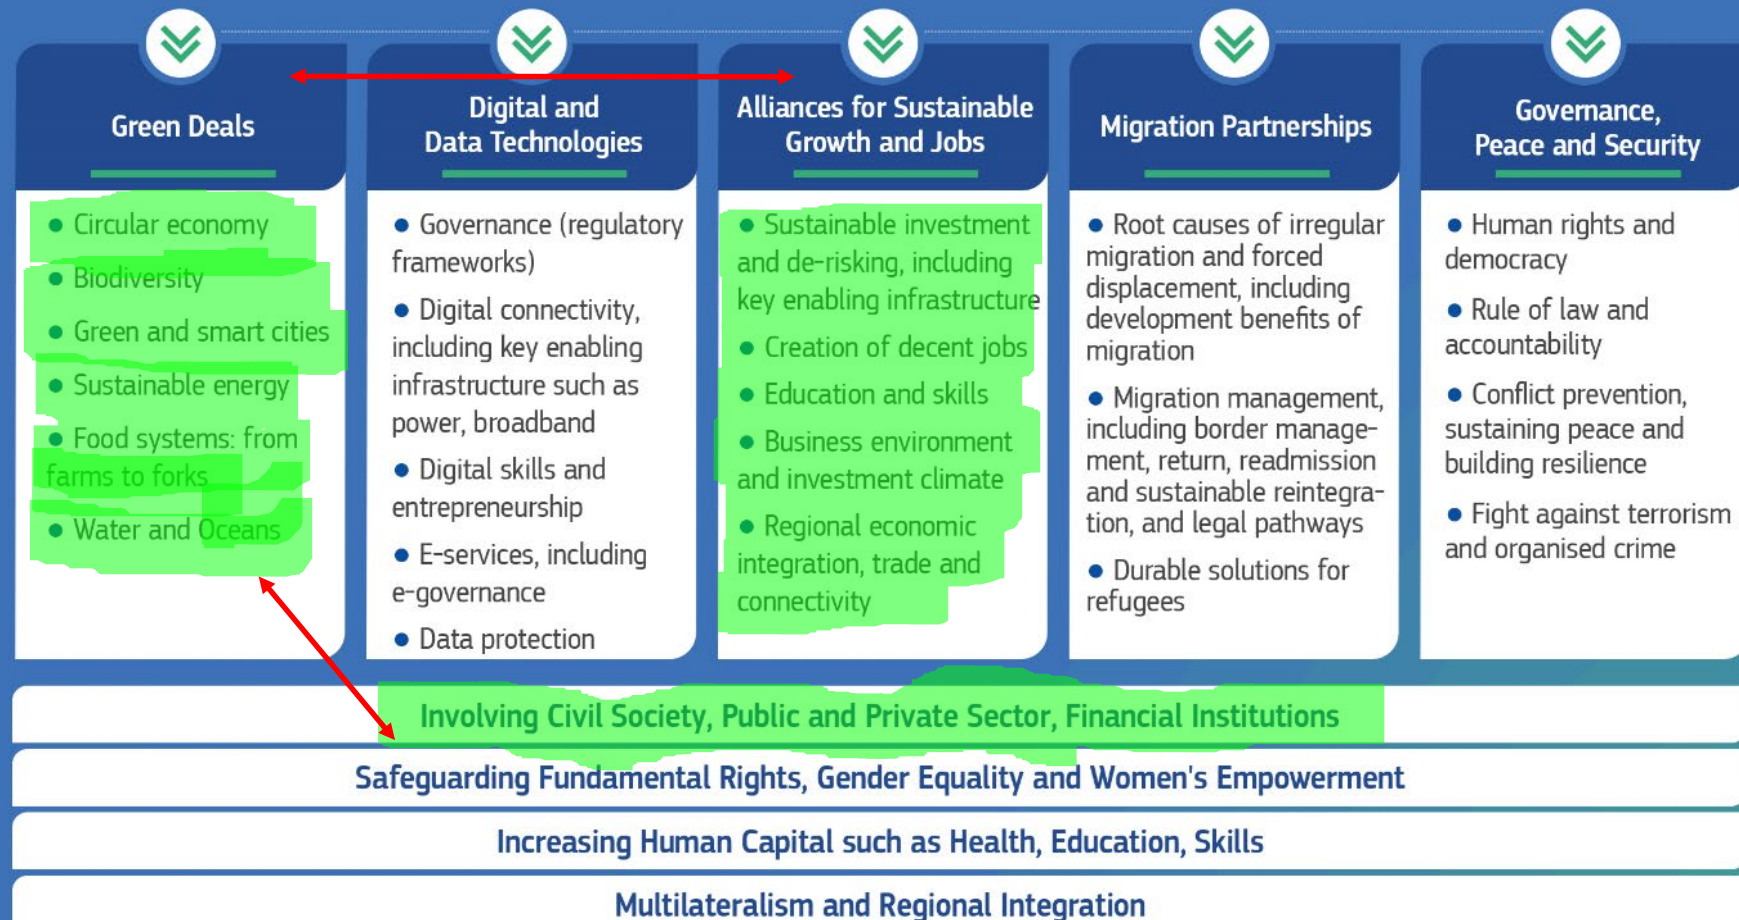 Green Deals
• Circular economy
• Biodiversity
• Green and smart cities
• Sustainable energy
• Food systems: from
farms to forks
• Water and Oceans
Digital and
Data Technologies
• Governance (regulatory
frameworks)
• Digital connectivity,
including key enabling
infrastructure such as
power, broadband
• Digital skills and
entrepreneurship
• E-services, including
e-governance
• Data protection
Alliances for Sustainable
Growth and Jobs
• Sustainable investment
and de-risking, including
key enabling infrastructure
• Creation of decent jobs
• Education and skills
• Business environment
and investment climate
• Regional economic
integration, trade and
connectivity
Migration Partnerships
• Root causes of irregular
migration and forced
displacement, including
development benefits of
migration
• Migration management,
including border manage-
ment, return, readmission
and sustainable reintegra-
tion, and legal pathways
• Durable solutions for
refugees
Governance,
Peace and Security
• Human rights and
democracy
• Rule of law and
accountability
• Conflict prevention,
sustaining peace and
building resilience
• Fight against terrorism
and organised crime
Involving Civil Society, Public and Private Sector, Financial Institutions
Safeguarding Fundamental Rights, Gender Equality and Women's Empowerment
Increasing Human Capital such as Health, Education, Skills
Multilateralism and Regional Integration